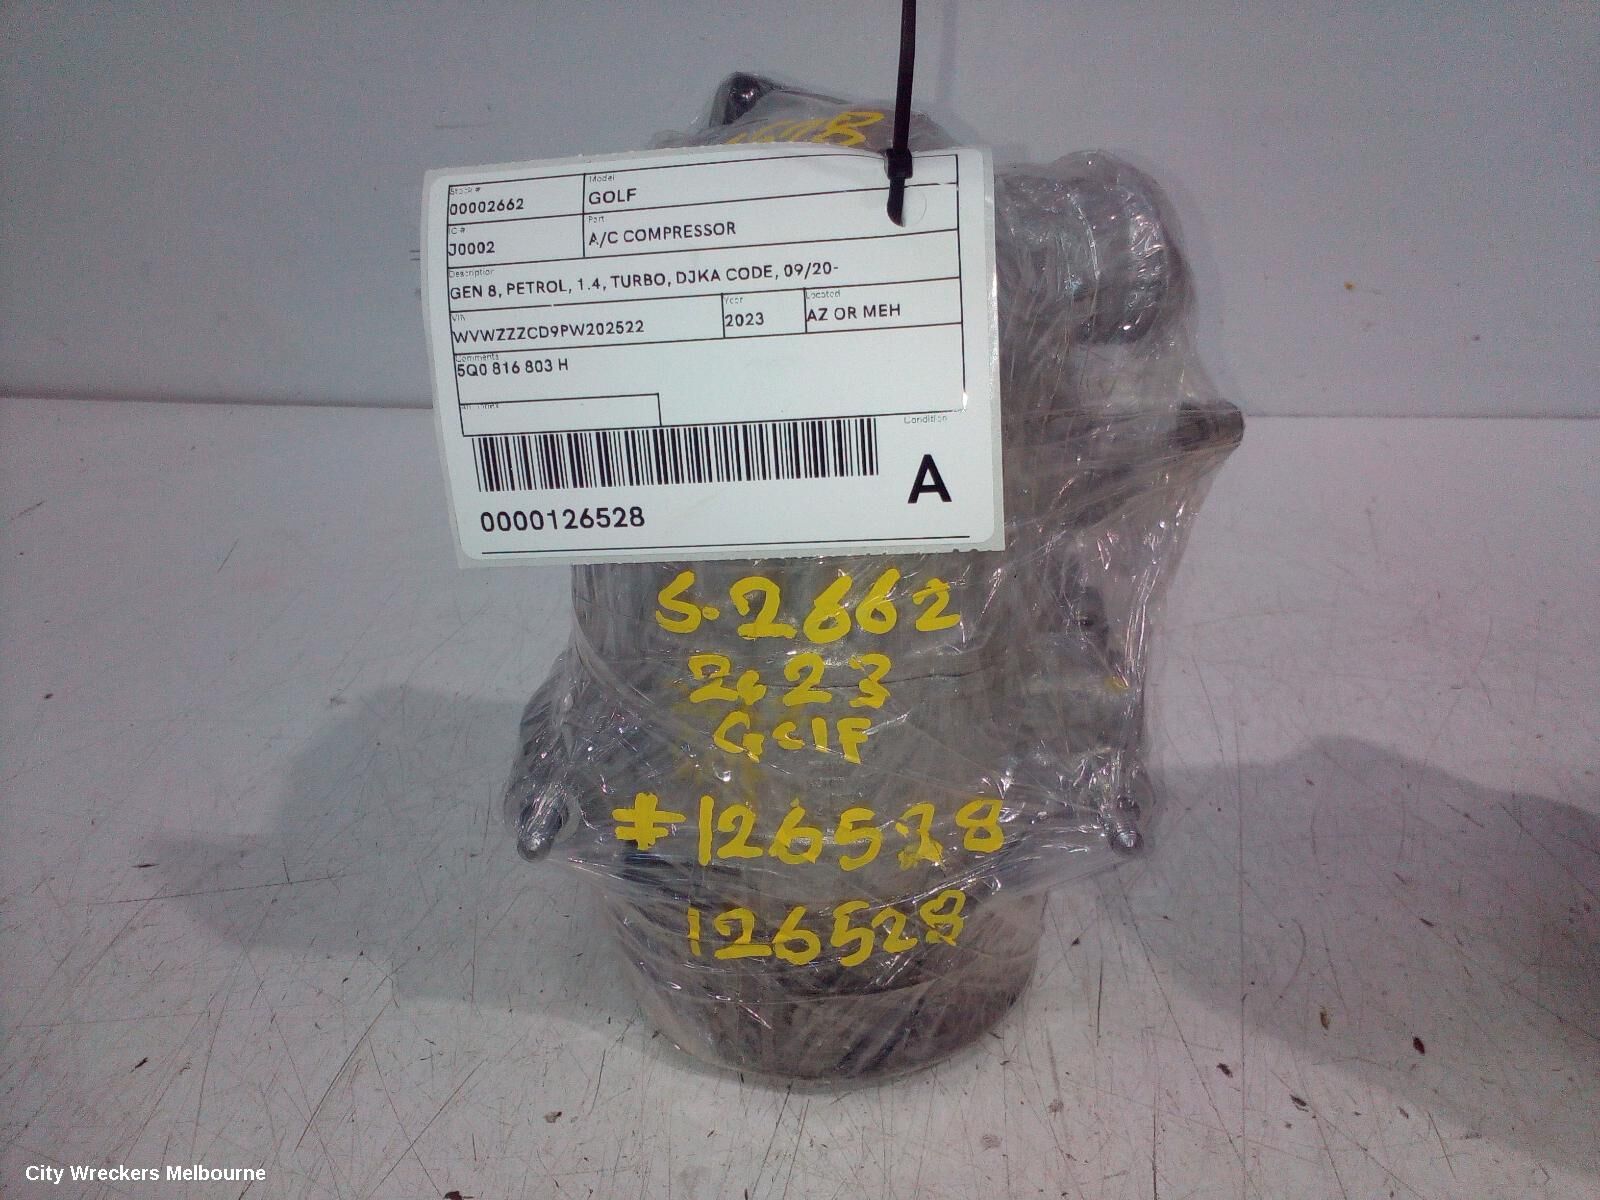 Stock #
00002662
Model
GOLF
IC #
J0002
Part
A/C COMPRESSOR
Description
GEN 8, PETROL, 1.4, TURBO, DJKA CODE, 09/20-
VIN
WVWZZZCD9PW202522
Year
2023
Located
AZ OR MEH
Comments
5Q0 816 803 H
Condition
A
0000126528
S.2662
2023
GOlF
#126528
126528
City Wreckers Melbourne